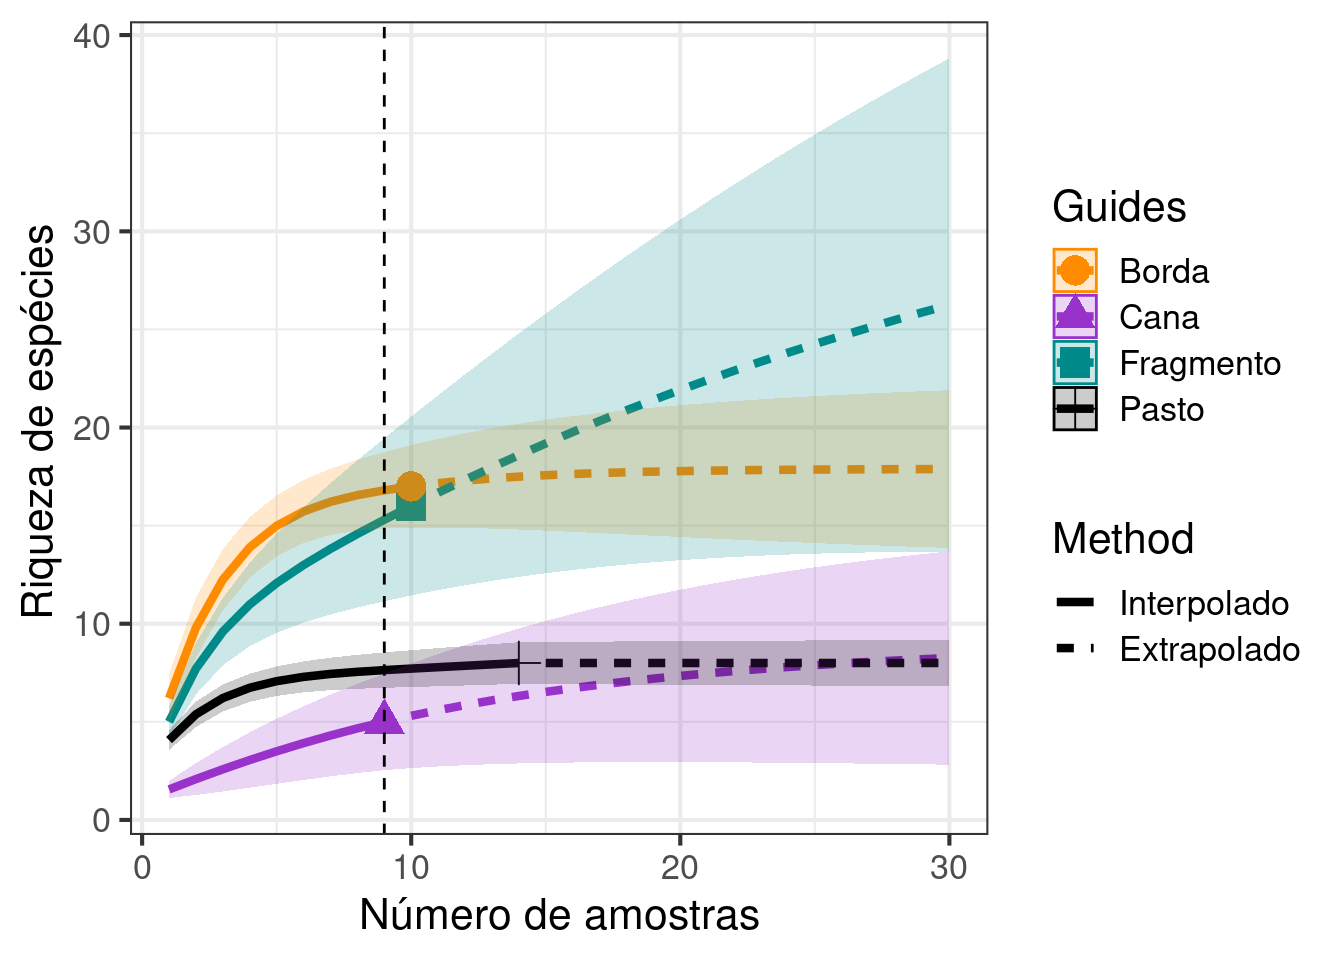 40
30
20
10
0
0 10 20 30
Riqueza de espécies
Número de amostras
Guides
Borda
Cana
Fragmento
Pasto
Method
Interpolado
Extrapolado